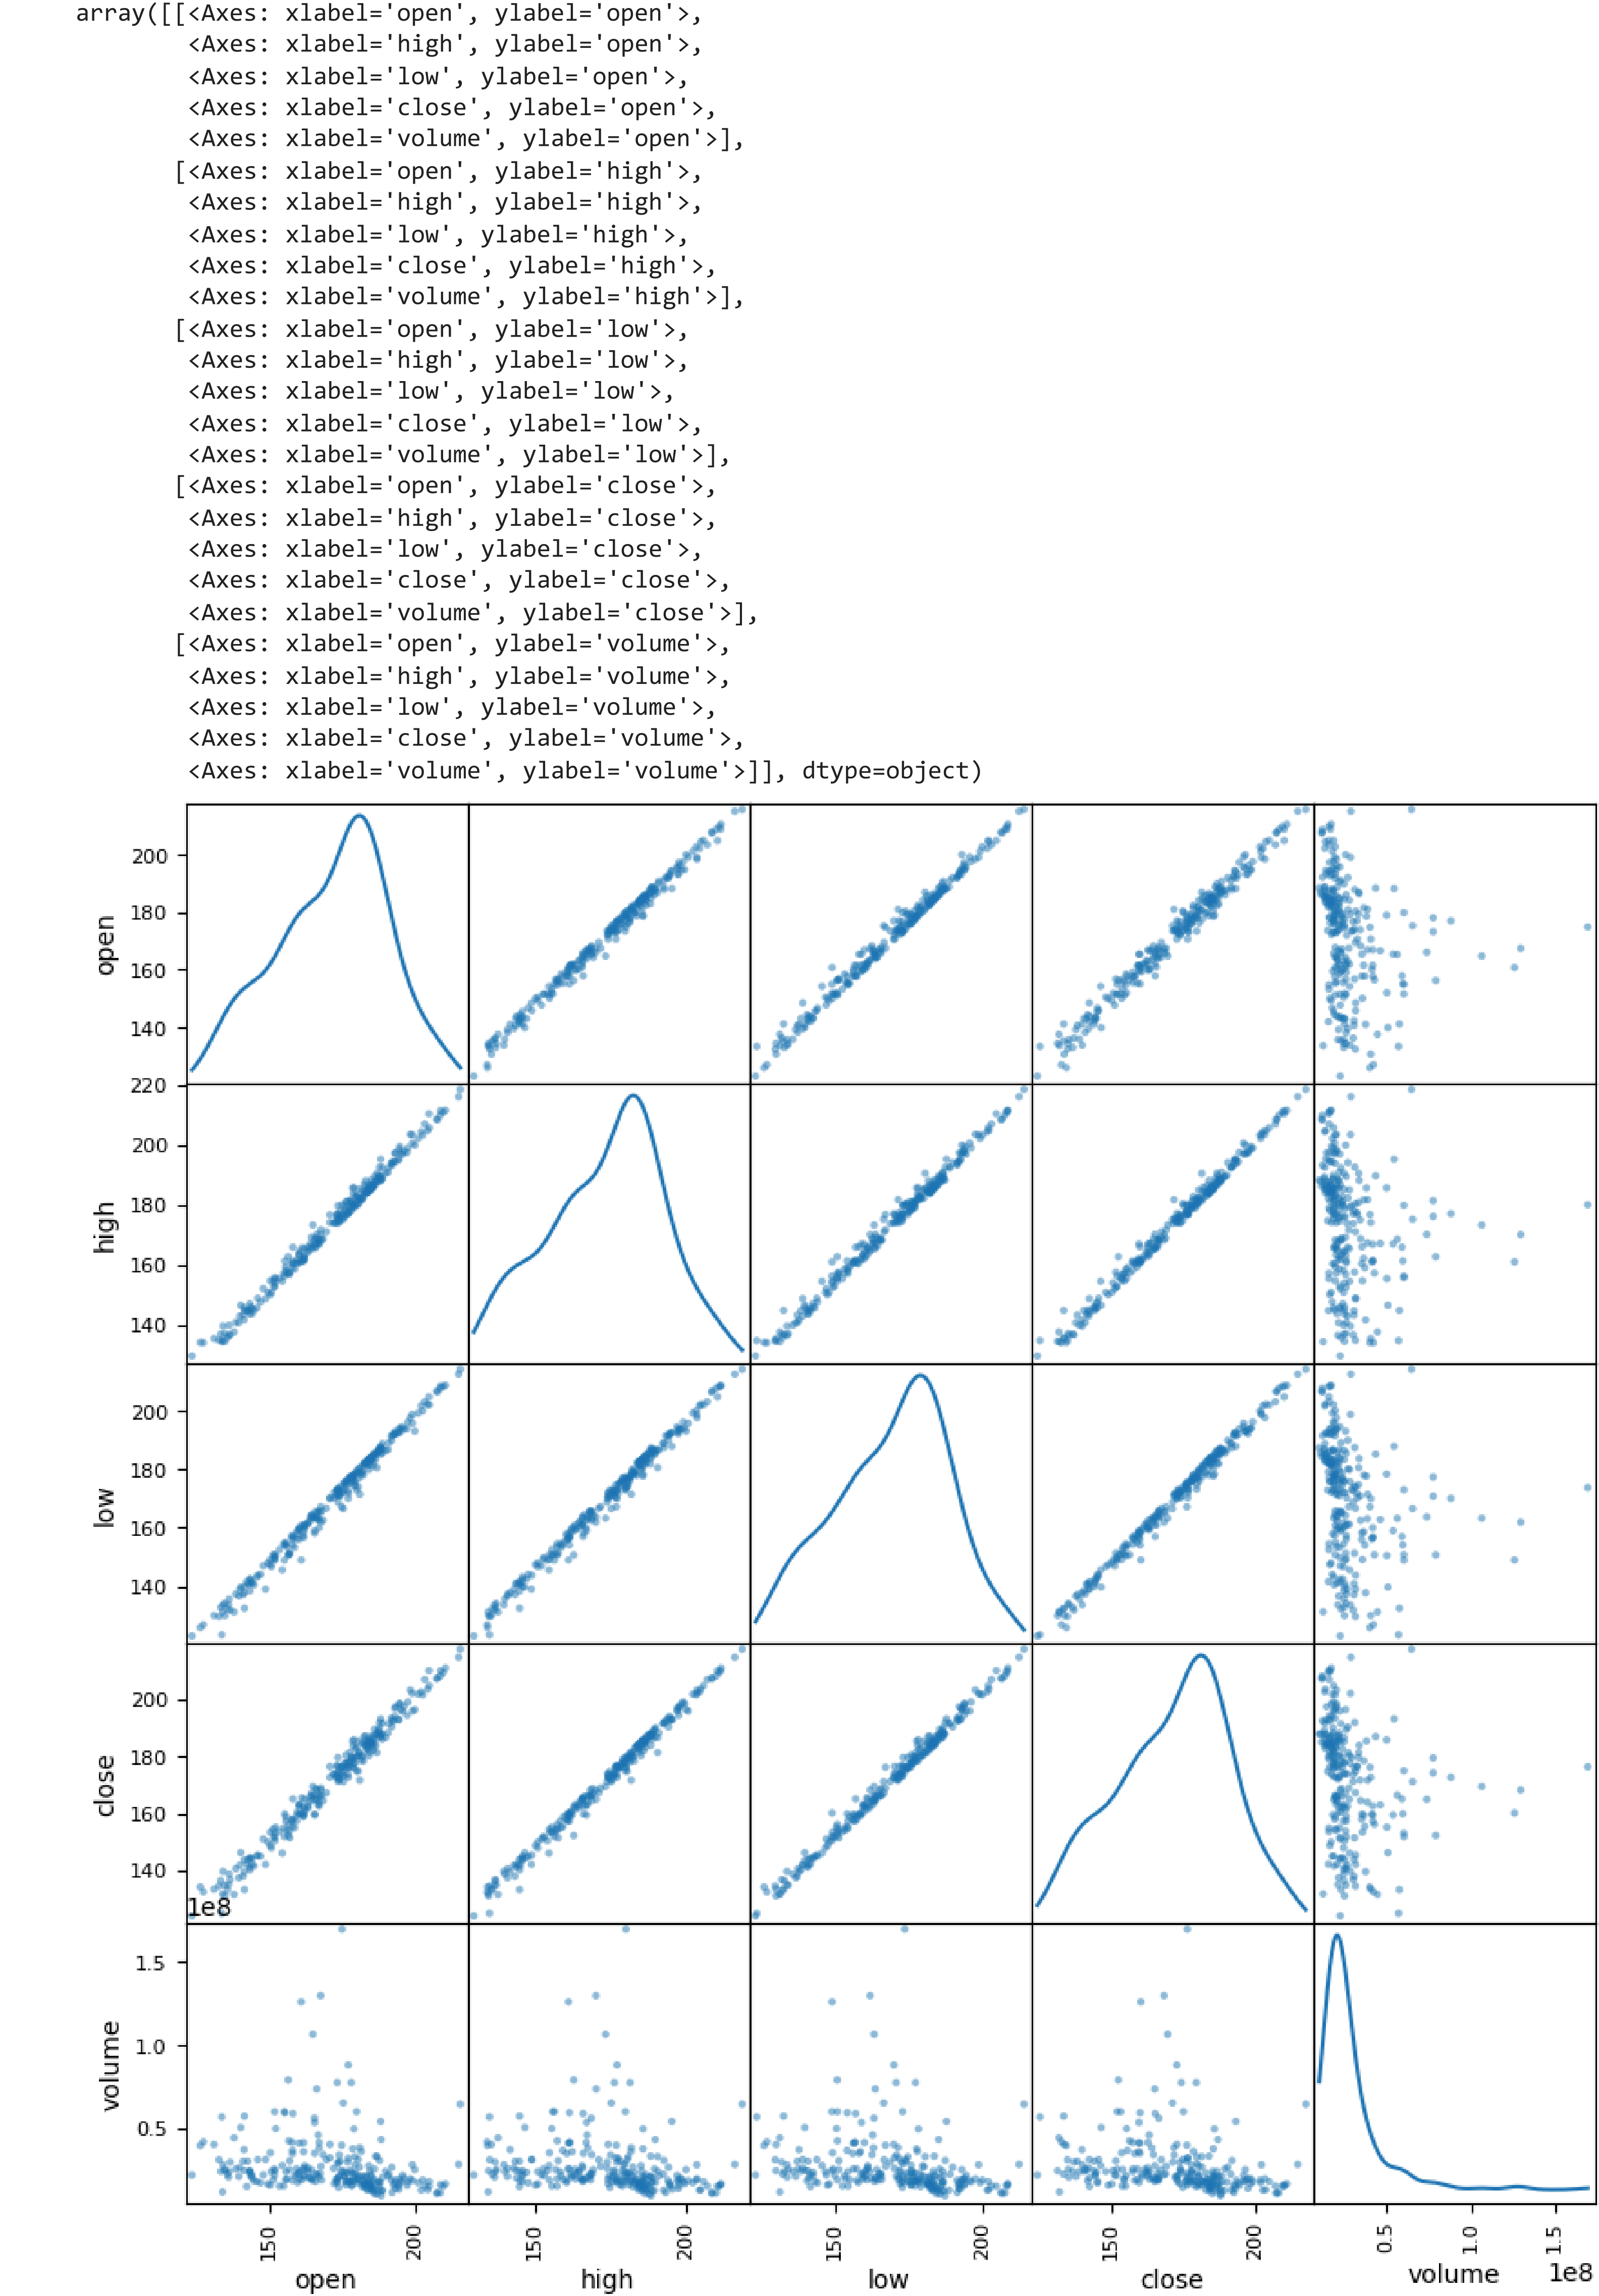 array([[<Axes: xlabel='open', ylabel='open'>,
<Axes: xlabel='high', ylabel='open'>,
<Axes: xlabel='low', ylabel='open'>,
<Axes: xlabel='close', ylabel='open'>,
<Axes: xlabel='volume', ylabel='open'>],
[<Axes: xlabel='open', ylabel='high'>,
<Axes: xlabel='high', ylabel='high'>,
<Axes: xlabel='low', ylabel='high'>,
<Axes: xlabel='close', ylabel='high'>,
<Axes: xlabel='volume', ylabel='high'>],
[<Axes: xlabel='open', ylabel='low'>,
<Axes: xlabel='high', ylabel='low'>,
<Axes: xlabel='low', ylabel='low'>,
<Axes: xlabel='close', ylabel='low'>,
<Axes: xlabel='volume', ylabel='low'>],
[<Axes: xlabel='open', ylabel='close'>,
<Axes: xlabel='high', ylabel='close'>,
<Axes: xlabel='low', ylabel='close'>,
<Axes: xlabel='close', ylabel='close'>,
<Axes: xlabel='volume', ylabel='close'>],
[<Axes: xlabel='open', ylabel='volume'>,
<Axes: xlabel='high', ylabel='volume'>,
<Axes: xlabel='low', ylabel='volume'>,
<Axes: xlabel='close', ylabel='volume'>,
<Axes: xlabel='volume', ylabel='volume'>]], dtype=object)
200
180
open
160
140
220
200
180
high
160
140
200
180
low
160
140
200
180
close
160
140
1e8
1.5
1.0
volume
0.5
150 200 150 200 150 200 150 200 0.5 1.0 1.5
open high low close volume 1e8